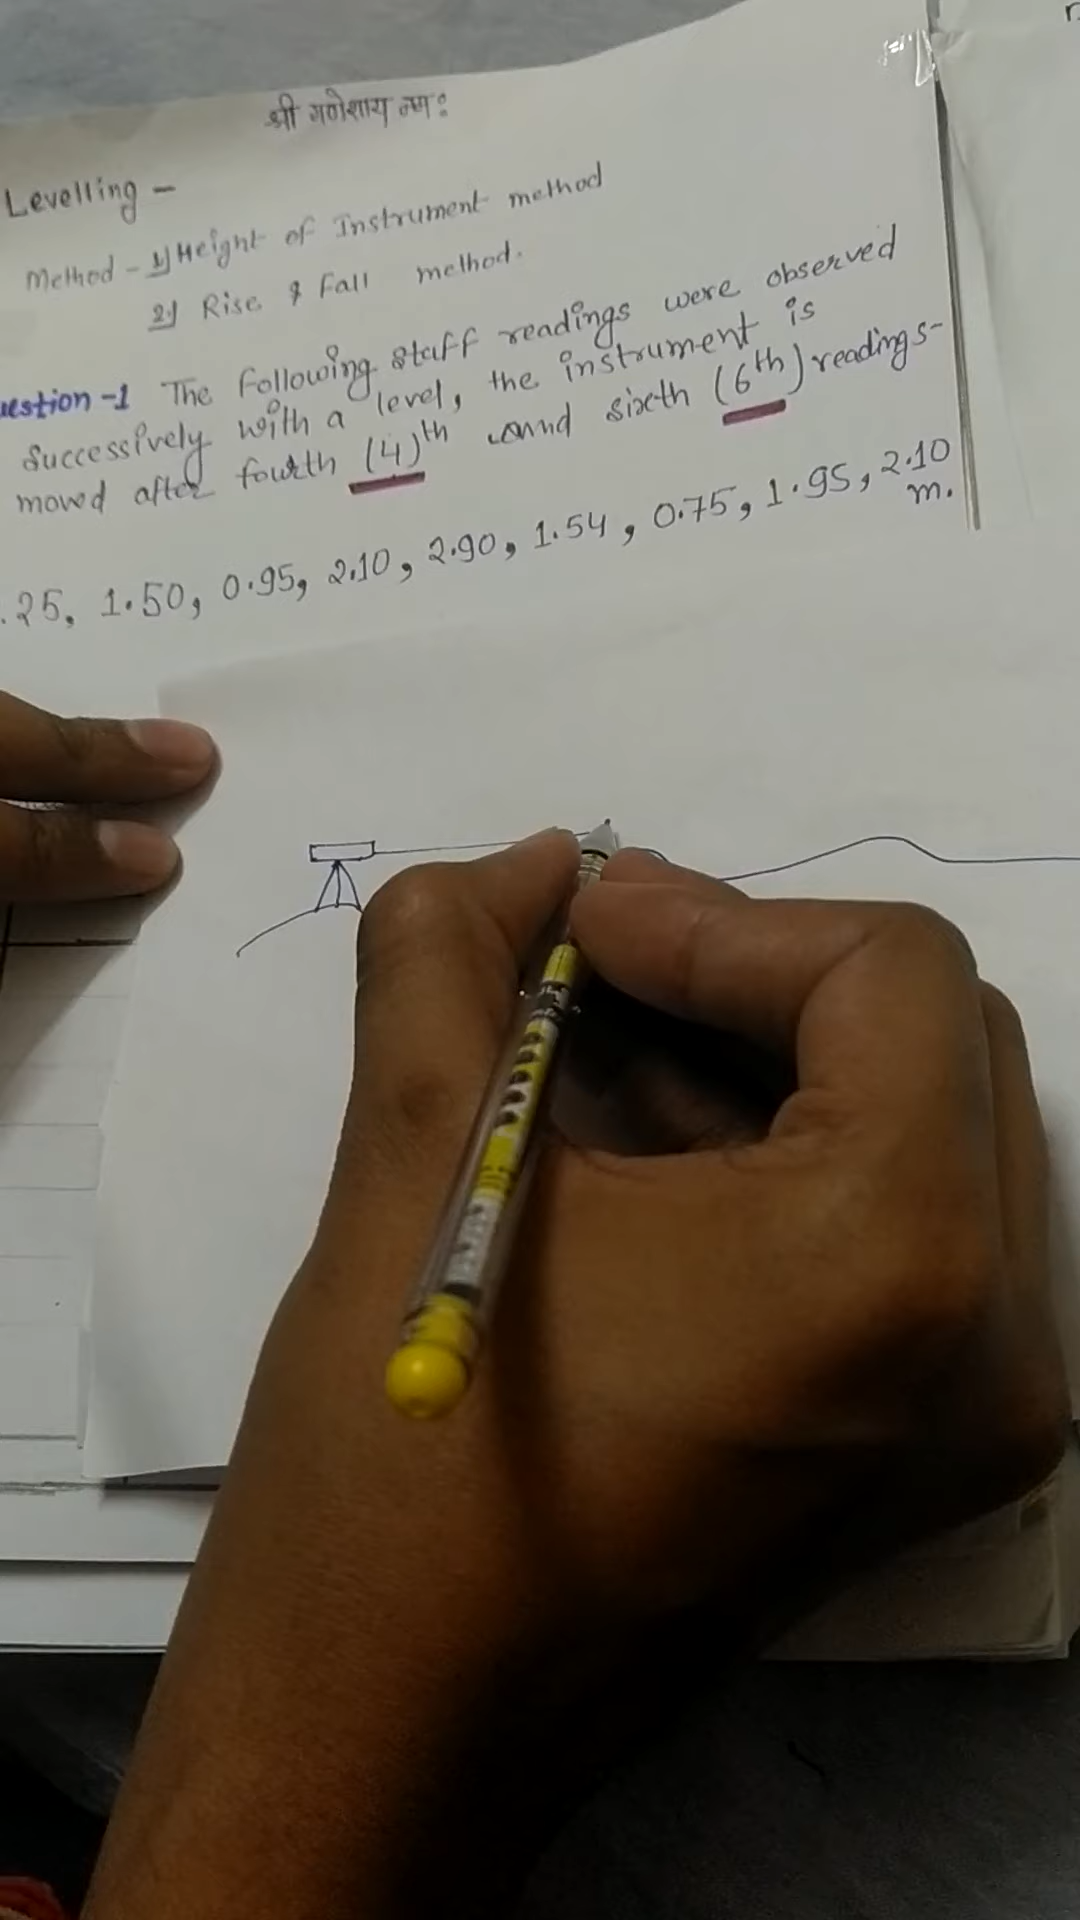 श्री गणेशाय नमः
Levelling -
Method - 1) Height of Instrument method
2) Rise & Fall method.
uestion -1 The following staff readings were observed
Successively with a level, the instrument is
moved after fourth (4)th and sixth (6th) readings-
.25, 1.50, 0.95, 2.10, 2.90, 1.54, 0.75, 1.95, 2.10
m.